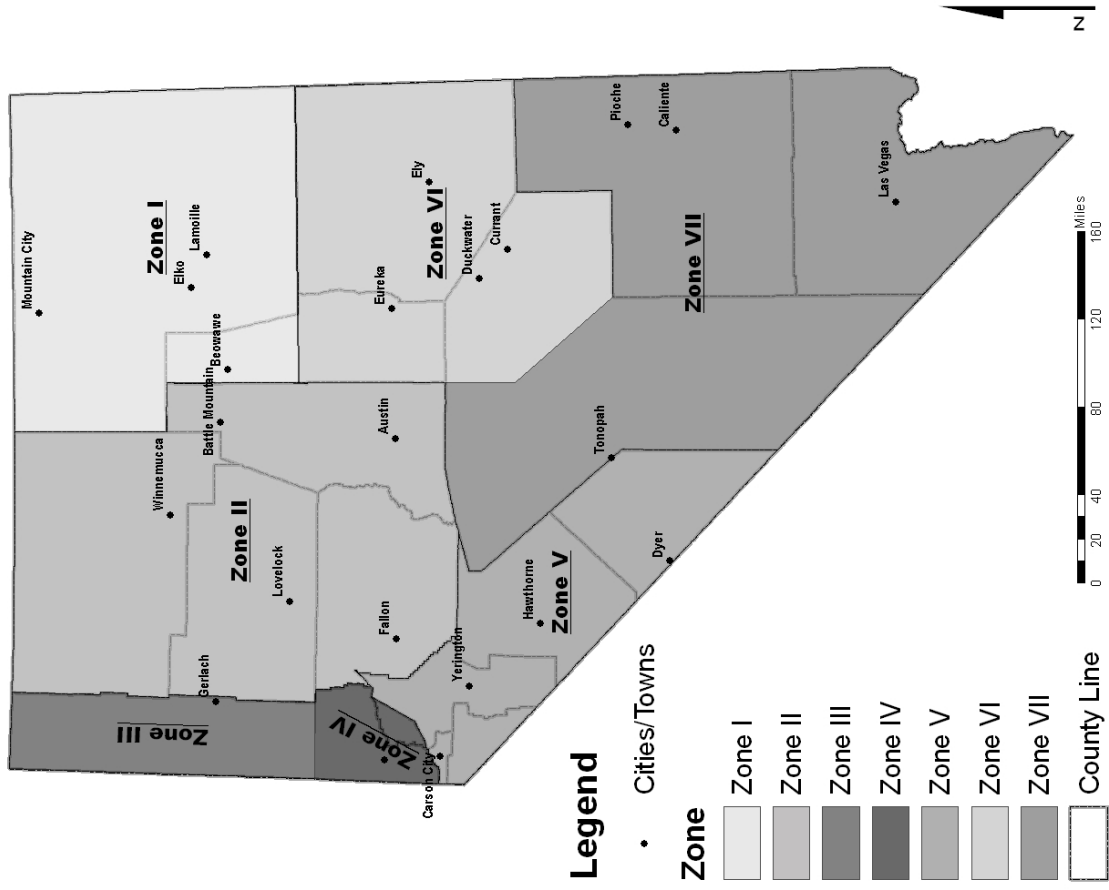 Mountain City
Zone I
Elko
Lamoille
Beowawe
Battle Mountain
Winnemucca
Zone II
Lovelock
Gerlach
Zone III
Zone IV
Carson City
Fallon
Austin
Eureka
Zone VI
Ely
Duckwater
Currant
Yerington
Hawthorne
Zone V
Dyer
Tonopah
Zone VII
Pioche
Caliente
Las Vegas
Legend
Cities/Towns
Zone
Zone I
Zone II
Zone III
Zone IV
Zone V
Zone VI
Zone VII
County Line
0 20 40 80 120 160
Miles
N